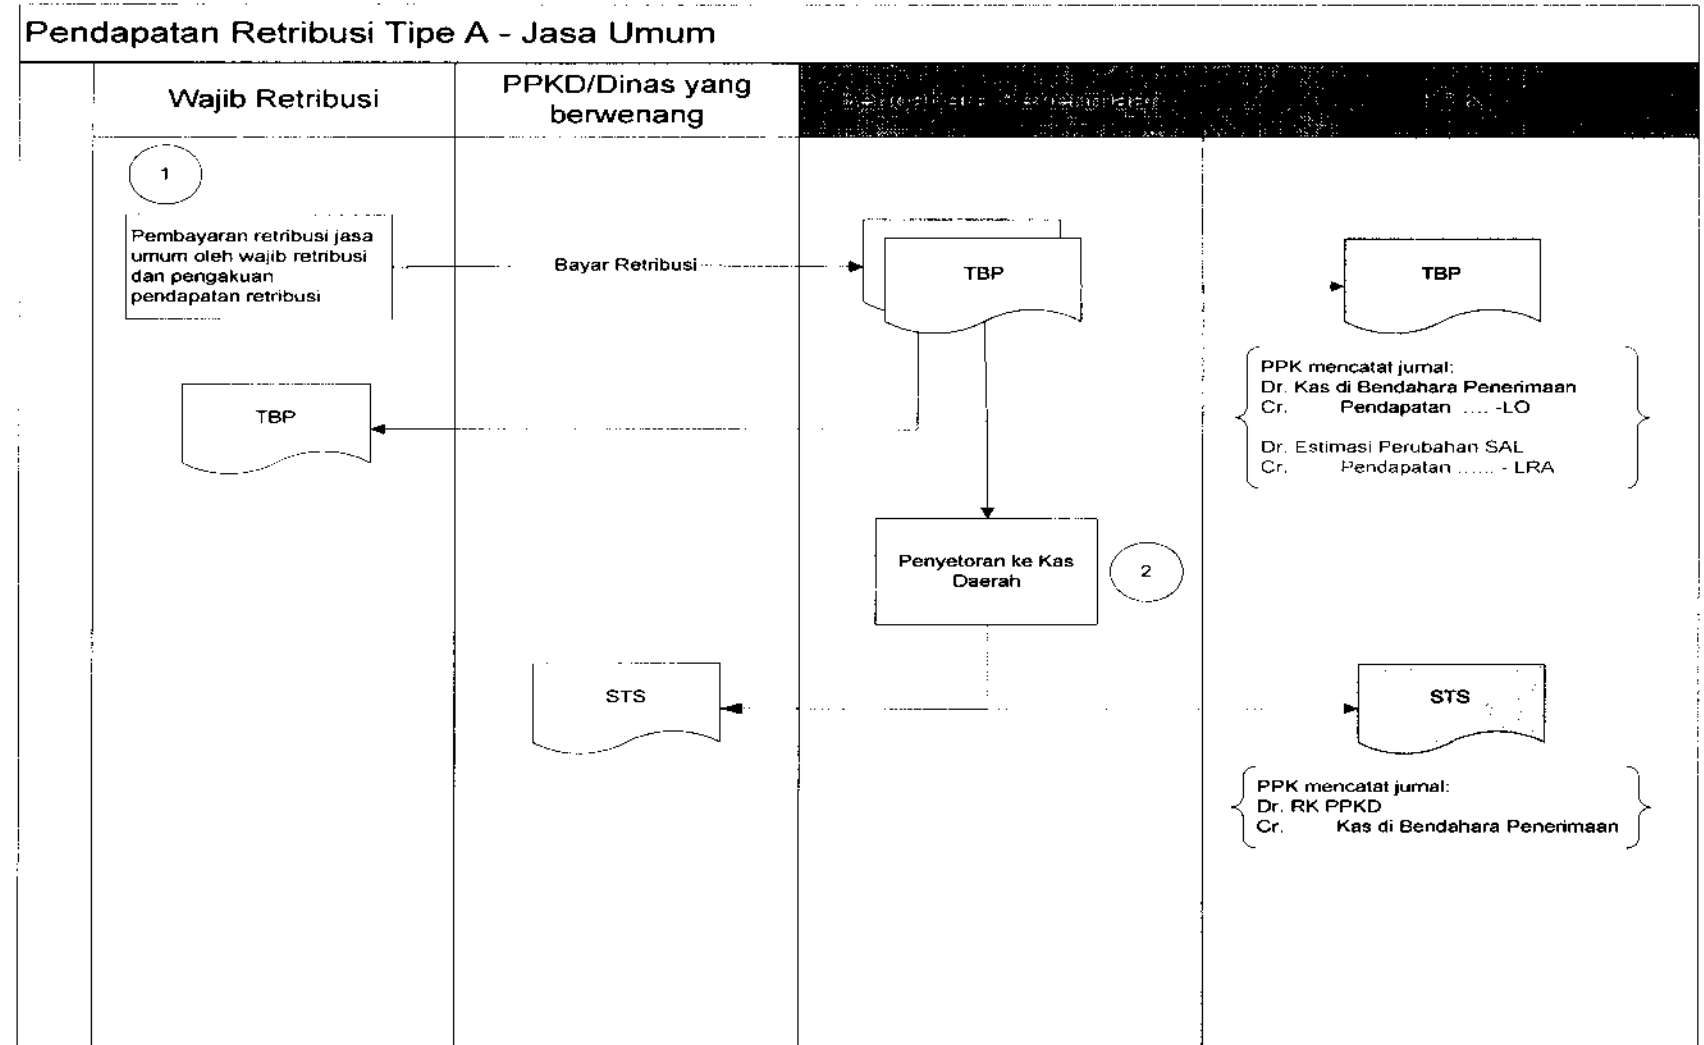 Pendapatan Retribusi Tipe A - Jasa Umum
Wajib Retribusi
PPKD/Dinas yang
berwenang
1
Pembayaran retribusi jasa
umum oleh wajib retribusi
dan pengakuan
pendapatan retribusi
Bayar Retribusi
TBP
TBP
TBP
PPK mencatat jurnal:
Dr. Kas di Bendahara Penerimaan
Cr. Pendapatan .... -LO
Dr. Estimasi Perubahan SAL
Cr. Pendapatan ...... - LRA
Penyetoran ke Kas
Daerah
2
STS
STS
PPK mencatat jurnal:
Dr. RK PPKD
Cr. Kas di Bendahara Penerimaan